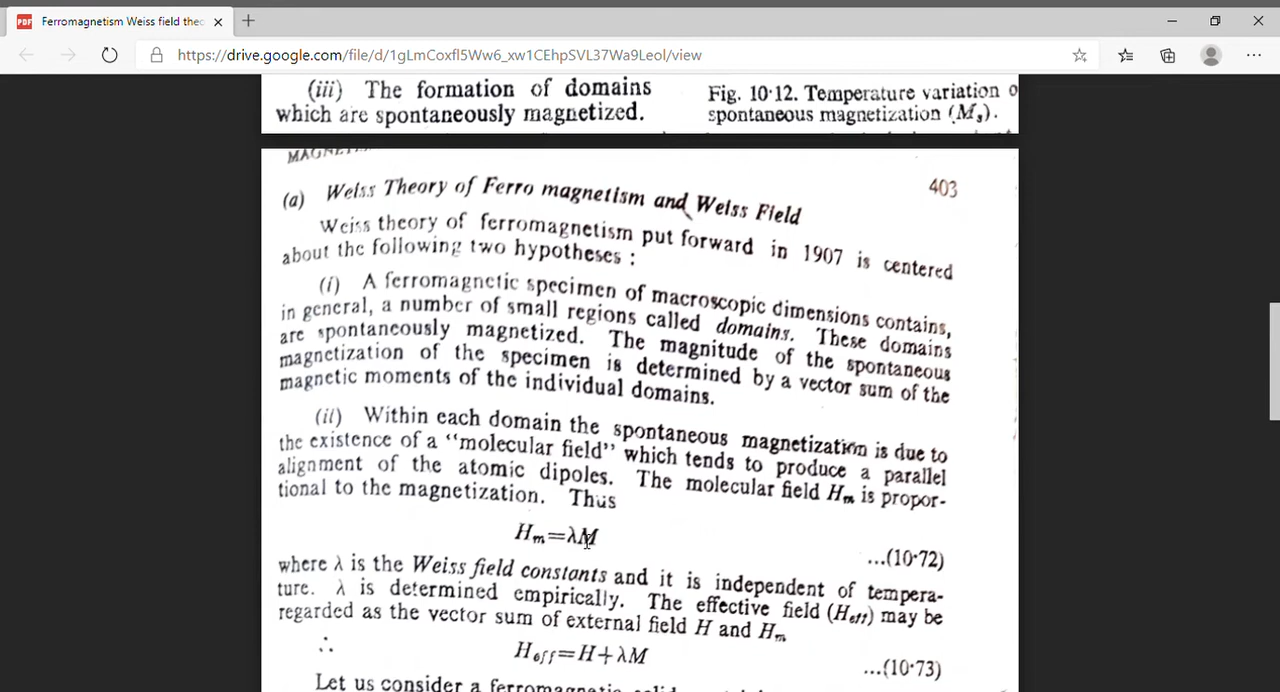 Ferromagnetism Weiss field theo
https://drive.google.com/file/d/1gLmCoxfl5Ww6_xw1CEhpSVL37Wa9Leol/view
(iii) The formation of domains
which are spontaneously magnetized.
Fig. 10·12. Temperature variation o
spontaneous magnetization (Mₛ).
403
(a) Weiss Theory of Ferro magnetism and Weiss Field
Weiss theory of ferromagnetism put forward in 1907 is centered
about the following two hypotheses :
(i) A ferromagnetic specimen of macroscopic dimensions contains,
in general, a number of small regions called domains. These domains
are spontaneously magnetized. The magnitude of the spontaneous
magnetization of the specimen is determined by a vector sum of the
magnetic moments of the individual domains.
(ii) Within each domain the spontaneous magnetization is due to
the existence of a “molecular field” which tends to produce a parallel
alignment of the atomic dipoles. The molecular field Hₘ is propor-
tional to the magnetization. Thus
Hₘ=λM ...(10·72)
where λ is the Weiss field constants and it is independent of tempera-
ture. λ is determined empirically. The effective field (Heff) may be
regarded as the vector sum of external field H and Hₘ
∴ Heff=H+λM ...(10·73)
Let us consider a ferromagnetic solid